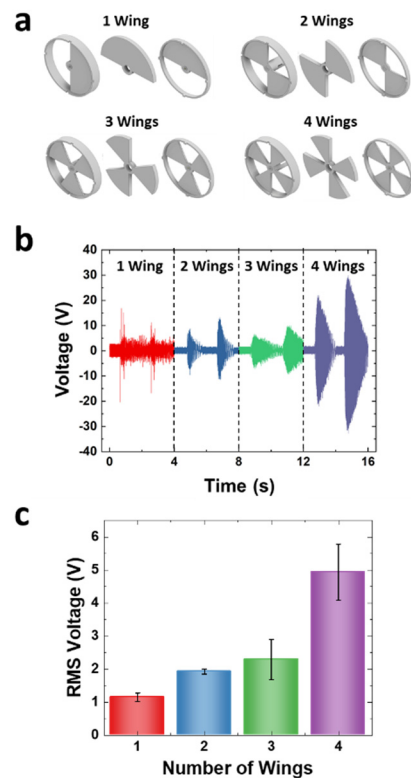 a
1 Wing
2 Wings
3 Wings
4 Wings
b
40
30
20
10
0
-10
-20
-30
-40
Voltage (V)
1 Wing
2 Wings
3 Wings
4 Wings
0
4
8
12
16
Time (s)
c
6
5
4
3
2
1
0
RMS Voltage (V)
1
2
3
4
Number of Wings